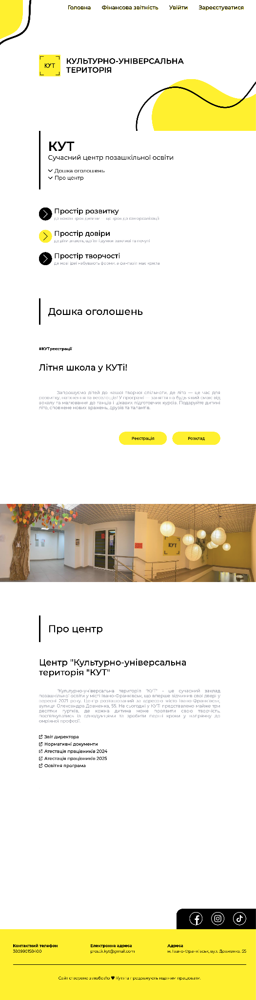 Головна Фінансова звітність Увійти Зареєстуватися
КУТ
КУЛЬТУРНО-УНІВЕРСАЛЬНА
ТЕРИТОРІЯ
КУТ
Сучасний центр позашкільної освіти
Дошка оголошень
Про центр
Простір розвитку
де кожен крок дитини — це крок до самореалізації
Простір довіри
де діти знають, що їхні думки важливі та почуті
Простір творчості
де нові ідеї набувають форми, а фантазія має крила
Дошка оголошень
#КУТреєстрації
Літня школа у КУТі!
Запрошуємо дітей до нашої творчої спільноти, де літо — це час для
розвитку, натхнення та веселощів! У програмі — заняття на будь-який смак: від
вокалу та малювання до танців і цікавих підготовчих курсів. Подаруйте дитині
літо, сповнене нових вражень, друзів та талантів.
Реєстрація Розклад
КУТ
Про центр
Центр "Культурно-універсальна
територія "КУТ"
"Культурно-універсальна територія "КУТ" - це сучасний заклад
позашкільної освіти у місті Івано-Франківськ, що вперше відчинив свої двері у
вересні 2021 року. Центр розташований за адресою місто Івано-Франківськ,
вулиця Олександра Довженка, 55. На сьогодні у КУТі представлено майже три
десятки гуртків, де кожна дитина може проявити свою творчість,
поспілкуватись із однодумцями та зробити перші кроки у напрямку до
омріяної професії.
Звіт директора
Нормативні документи
Атестація працівників 2024
Атестація працівників 2025
Освітня програма
Контактний телефон Електронна адреса Адреса
380990158400 prostir.kyt@gmail.com м. Івано-Франківськ, вул. Довженка, 55
Сайт створено з любов'ю ♥ Кутята продовжують над ним працювати.